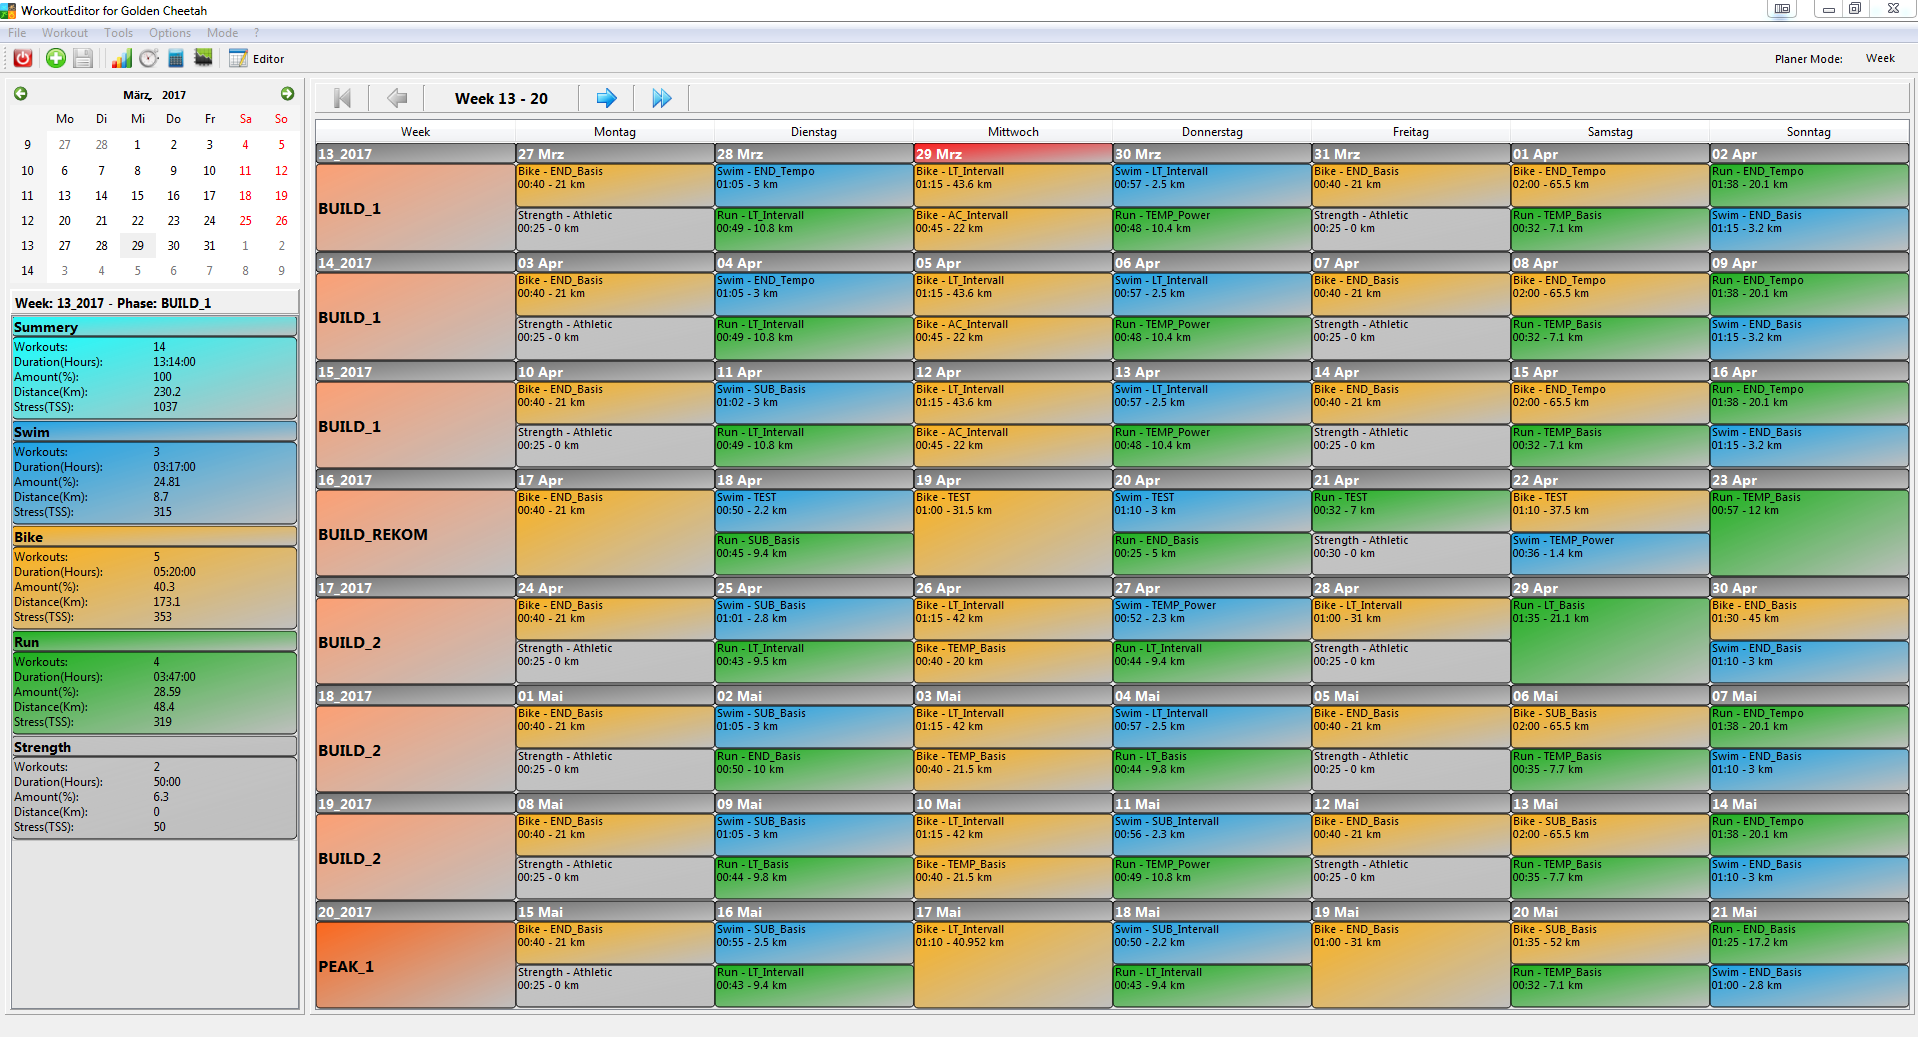 WorkoutEditor for Golden Cheetah
File Workout Tools Options Mode ?
Editor
Planer Mode: Week
März, 2017
Mo Di Mi Do Fr Sa So
9 27 28 1 2 3 4 5
10 6 7 8 9 10 11 12
11 13 14 15 16 17 18 19
12 20 21 22 23 24 25 26
13 27 28 29 30 31 1 2
14 3 4 5 6 7 8 9
Week: 13_2017 - Phase: BUILD_1
Summery
Workouts: 14
Duration(Hours): 13:14:00
Amount(%): 100
Distance(Km): 230.2
Stress(TSS): 1037
Swim
Workouts: 3
Duration(Hours): 03:17:00
Amount(%): 24.81
Distance(Km): 8.7
Stress(TSS): 315
Bike
Workouts: 5
Duration(Hours): 05:20:00
Amount(%): 40.3
Distance(Km): 173.1
Stress(TSS): 353
Run
Workouts: 4
Duration(Hours): 03:47:00
Amount(%): 28.59
Distance(Km): 48.4
Stress(TSS): 319
Strength
Workouts: 2
Duration(Hours): 50:00
Amount(%): 6.3
Distance(Km): 0
Stress(TSS): 50
Week 13 - 20
Week Montag Dienstag Mittwoch Donnerstag Freitag Samstag Sonntag
13_2017 27 Mrz 28 Mrz 29 Mrz 30 Mrz 31 Mrz 01 Apr 02 Apr
Bike - END_Basis Swim - END_Tempo Bike - LT_Intervall Swim - LT_Intervall Bike - END_Basis Bike - END_Tempo Run - END_Tempo
00:40 - 21 km 01:05 - 3 km 01:15 - 43.6 km 00:57 - 2.5 km 00:40 - 21 km 02:00 - 65.5 km 01:38 - 20.1 km
BUILD_1
Strength - Athletic Run - LT_Intervall Bike - AC_Intervall Run - TEMP_Power Strength - Athletic Run - TEMP_Basis Swim - END_Basis
00:25 - 0 km 00:49 - 10.8 km 00:45 - 22 km 00:48 - 10.4 km 00:25 - 0 km 00:32 - 7.1 km 01:15 - 3.2 km
14_2017 03 Apr 04 Apr 05 Apr 06 Apr 07 Apr 08 Apr 09 Apr
Bike - END_Basis Swim - END_Tempo Bike - LT_Intervall Swim - LT_Intervall Bike - END_Basis Bike - END_Tempo Run - END_Tempo
00:40 - 21 km 01:05 - 3 km 01:15 - 43.6 km 00:57 - 2.5 km 00:40 - 21 km 02:00 - 65.5 km 01:38 - 20.1 km
BUILD_1
Strength - Athletic Run - LT_Intervall Bike - AC_Intervall Run - TEMP_Power Strength - Athletic Run - TEMP_Basis Swim - END_Basis
00:25 - 0 km 00:49 - 10.8 km 00:45 - 22 km 00:48 - 10.4 km 00:25 - 0 km 00:32 - 7.1 km 01:15 - 3.2 km
15_2017 10 Apr 11 Apr 12 Apr 13 Apr 14 Apr 15 Apr 16 Apr
Bike - END_Basis Swim - SUB_Basis Bike - LT_Intervall Swim - LT_Intervall Bike - END_Basis Bike - END_Tempo Run - END_Tempo
00:40 - 21 km 01:02 - 3 km 01:15 - 43.6 km 00:57 - 2.5 km 00:40 - 21 km 02:00 - 65.5 km 01:38 - 20.1 km
BUILD_1
Strength - Athletic Run - LT_Intervall Bike - AC_Intervall Run - TEMP_Power Strength - Athletic Run - TEMP_Basis Swim - END_Basis
00:25 - 0 km 00:49 - 10.8 km 00:45 - 22 km 00:48 - 10.4 km 00:25 - 0 km 00:32 - 7.1 km 01:15 - 3.2 km
16_2017 17 Apr 18 Apr 19 Apr 20 Apr 21 Apr 22 Apr 23 Apr
Bike - END_Basis Swim - TEST Bike - TEST Swim - TEST Run - TEST Bike - TEST Run - TEMP_Basis
00:40 - 21 km 00:50 - 2.2 km 01:00 - 31.5 km 01:10 - 3 km 00:32 - 7 km 01:10 - 37.5 km 00:57 - 12 km
BUILD_REKOM
Run - SUB_Basis Run - END_Basis Strength - Athletic Swim - TEMP_Power
00:45 - 9.4 km 00:25 - 5 km 00:30 - 0 km 00:36 - 1.4 km
17_2017 24 Apr 25 Apr 26 Apr 27 Apr 28 Apr 29 Apr 30 Apr
Bike - END_Basis Swim - SUB_Basis Bike - LT_Intervall Swim - TEMP_Power Bike - LT_Intervall Run - LT_Basis Bike - END_Basis
00:40 - 21 km 01:01 - 2.8 km 01:15 - 42 km 00:52 - 2.3 km 01:00 - 31 km 01:35 - 21.1 km 01:30 - 45 km
BUILD_2
Strength - Athletic Run - LT_Intervall Bike - TEMP_Basis Run - LT_Intervall Strength - Athletic Swim - END_Basis
00:25 - 0 km 00:43 - 9.5 km 00:40 - 20 km 00:44 - 9.4 km 00:25 - 0 km 01:10 - 3 km
18_2017 01 Mai 02 Mai 03 Mai 04 Mai 05 Mai 06 Mai 07 Mai
Bike - END_Basis Swim - SUB_Basis Bike - LT_Intervall Swim - LT_Intervall Bike - END_Basis Bike - SUB_Basis Run - END_Tempo
00:40 - 21 km 01:05 - 3 km 01:15 - 42 km 00:57 - 2.5 km 00:40 - 21 km 02:00 - 65.5 km 01:38 - 20.1 km
BUILD_2
Strength - Athletic Run - END_Basis Bike - TEMP_Basis Run - LT_Basis Strength - Athletic Run - TEMP_Basis Swim - END_Basis
00:25 - 0 km 00:50 - 10 km 00:40 - 21.5 km 00:44 - 9.8 km 00:25 - 0 km 00:35 - 7.7 km 01:10 - 3 km
19_2017 08 Mai 09 Mai 10 Mai 11 Mai 12 Mai 13 Mai 14 Mai
Bike - END_Basis Swim - SUB_Basis Bike - LT_Intervall Swim - SUB_Intervall Bike - END_Basis Bike - SUB_Basis Run - END_Tempo
00:40 - 21 km 01:05 - 3 km 01:15 - 42 km 00:56 - 2.3 km 00:40 - 21 km 02:00 - 65.5 km 01:38 - 20.1 km
BUILD_2
Strength - Athletic Run - LT_Basis Bike - TEMP_Basis Run - TEMP_Power Strength - Athletic Run - TEMP_Basis Swim - END_Basis
00:25 - 0 km 00:44 - 9.8 km 00:40 - 21.5 km 00:49 - 10.8 km 00:25 - 0 km 00:35 - 7.7 km 01:10 - 3 km
20_2017 15 Mai 16 Mai 17 Mai 18 Mai 19 Mai 20 Mai 21 Mai
Bike - END_Basis Swim - SUB_Basis Bike - LT_Intervall Swim - SUB_Intervall Bike - END_Basis Bike - SUB_Basis Run - END_Basis
00:40 - 21 km 00:55 - 2.5 km 01:10 - 40.952 km 00:50 - 2.2 km 01:00 - 31 km 01:35 - 52 km 01:25 - 17.2 km
PEAK_1
Strength - Athletic Run - LT_Intervall Run - LT_Intervall Run - TEMP_Basis Swim - END_Basis
00:25 - 0 km 00:43 - 9.4 km 00:43 - 9.4 km 00:32 - 7.1 km 01:00 - 2.8 km